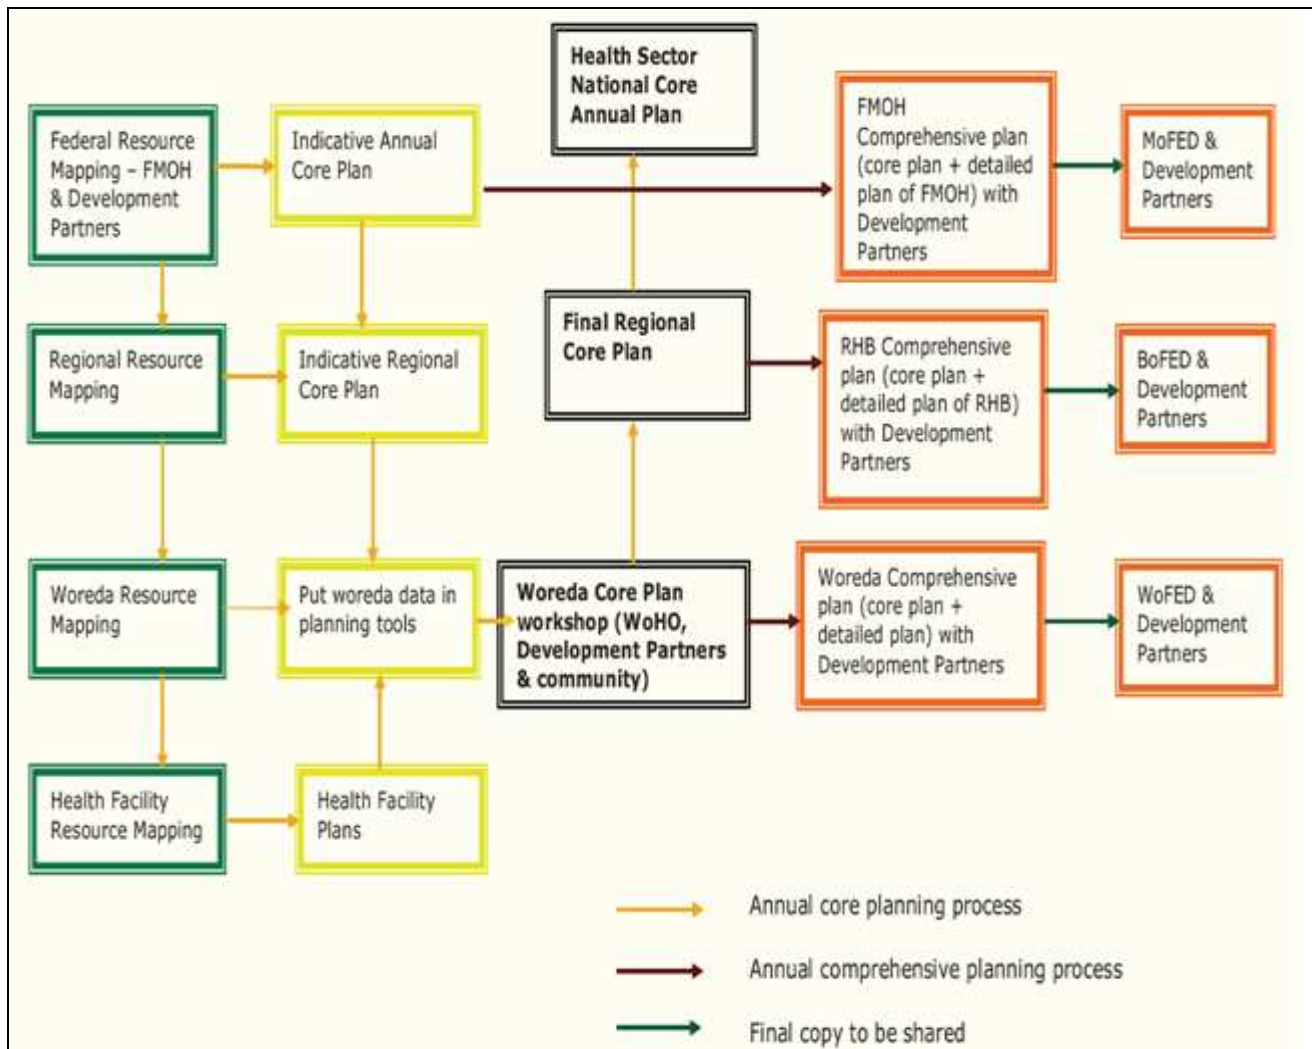 Health Sector
National Core
Annual Plan
Federal Resource
Mapping – FMOH
& Development
Partners
Indicative Annual
Core Plan
FMOH
Comprehensive plan
(core plan + detailed
plan of FMOH) with
Development
Partners
MoFED &
Development
Partners
Regional Resource
Mapping
Indicative Regional
Core Plan
Final Regional
Core Plan
RHB Comprehensive
plan (core plan +
detailed plan of RHB)
with Development
Partners
BoFED &
Development
Partners
Woreda Resource
Mapping
Put woreda data in
planning tools
Woreda Core Plan
workshop (WoHO,
Development Partners
& community)
Woreda Comprehensive
plan (core plan +
detailed plan) with
Development Partners
WoFED &
Development
Partners
Health Facility
Resource Mapping
Health Facility
Plans
Annual core planning process
Annual comprehensive planning process
Final copy to be shared